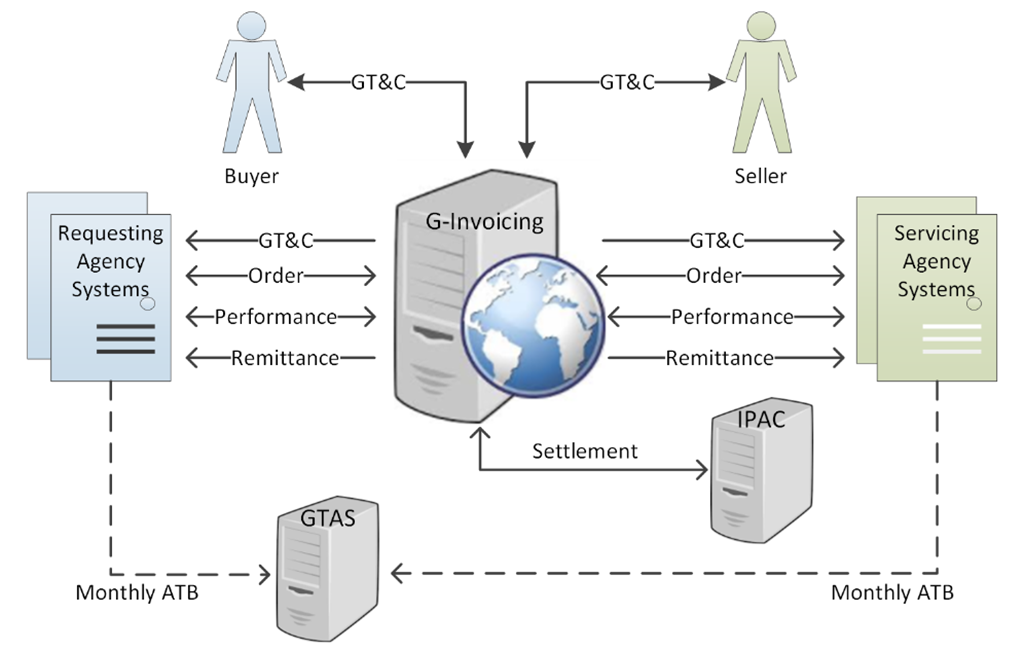 GT&C
GT&C
Buyer
Seller
G-Invoicing
Requesting
Agency
Systems
GT&C
Order
Performance
Remittance
GT&C
Order
Performance
Remittance
Servicing
Agency
Systems
IPAC
Settlement
GTAS
Monthly ATB
Monthly ATB